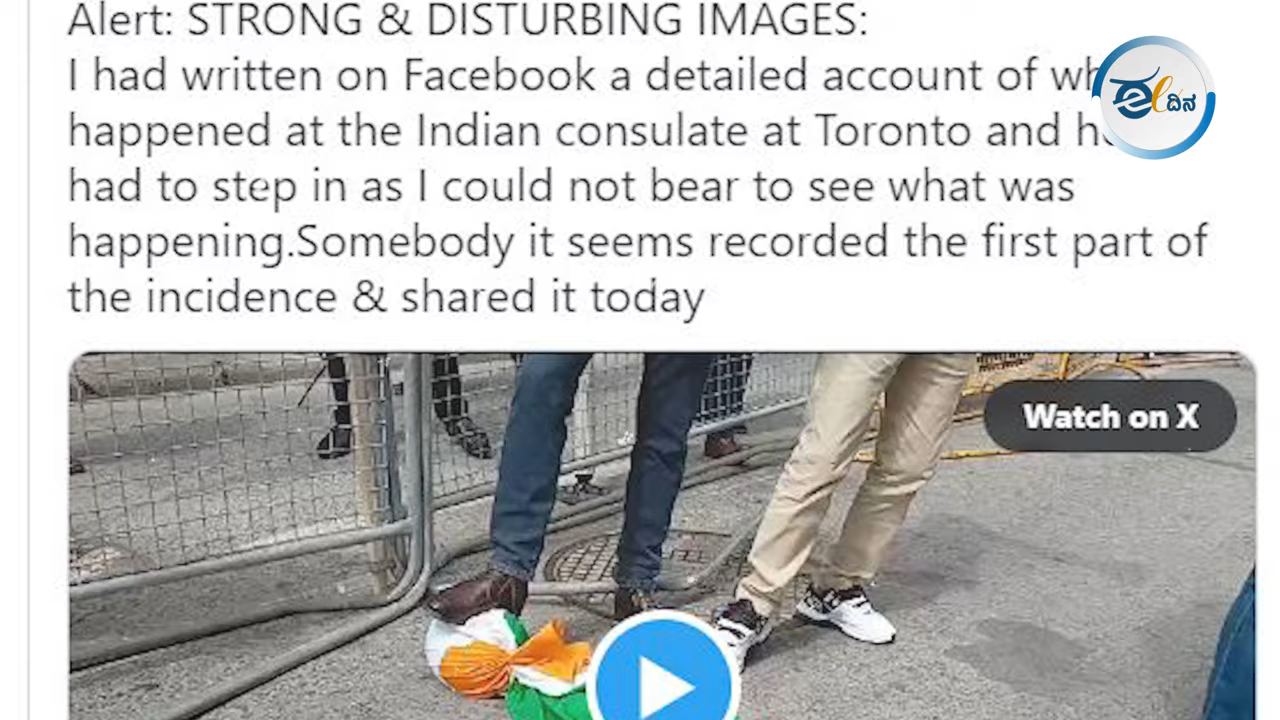 Alert: STRONG & DISTURBING IMAGES:
I had written on Facebook a detailed account of
happened at the Indian consulate at Toronto and
had to step in as I could not bear to see what was
happening.Somebody it seems recorded the first part of
the incidence & shared it today
Watch on X
ದಿನ